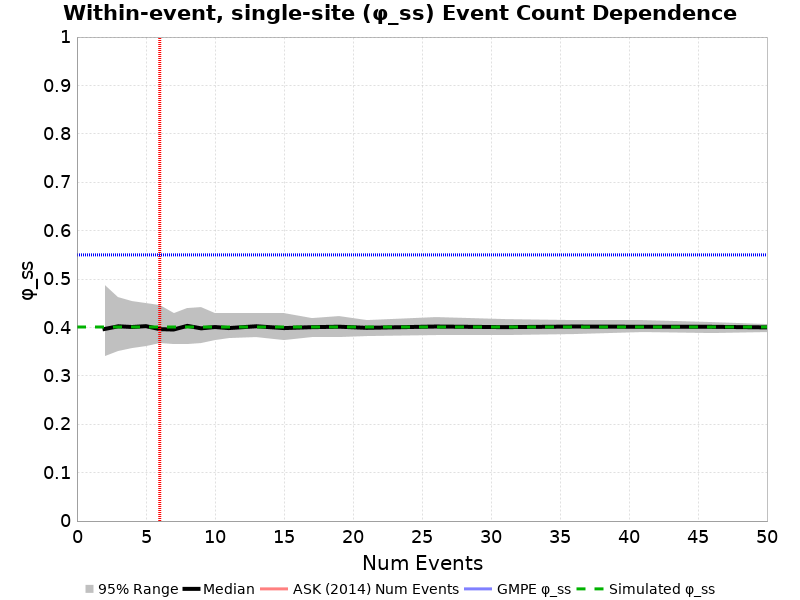 Within-event, single-site (φ_ss) Event Count Dependence
1
0.9
0.8
0.7
0.6
0.5
0.4
0.3
0.2
0.1
0
φ_ss
0 5 10 15 20 25 30 35 40 45 50
Num Events
95% Range Median ASK (2014) Num Events GMPE φ_ss Simulated φ_ss